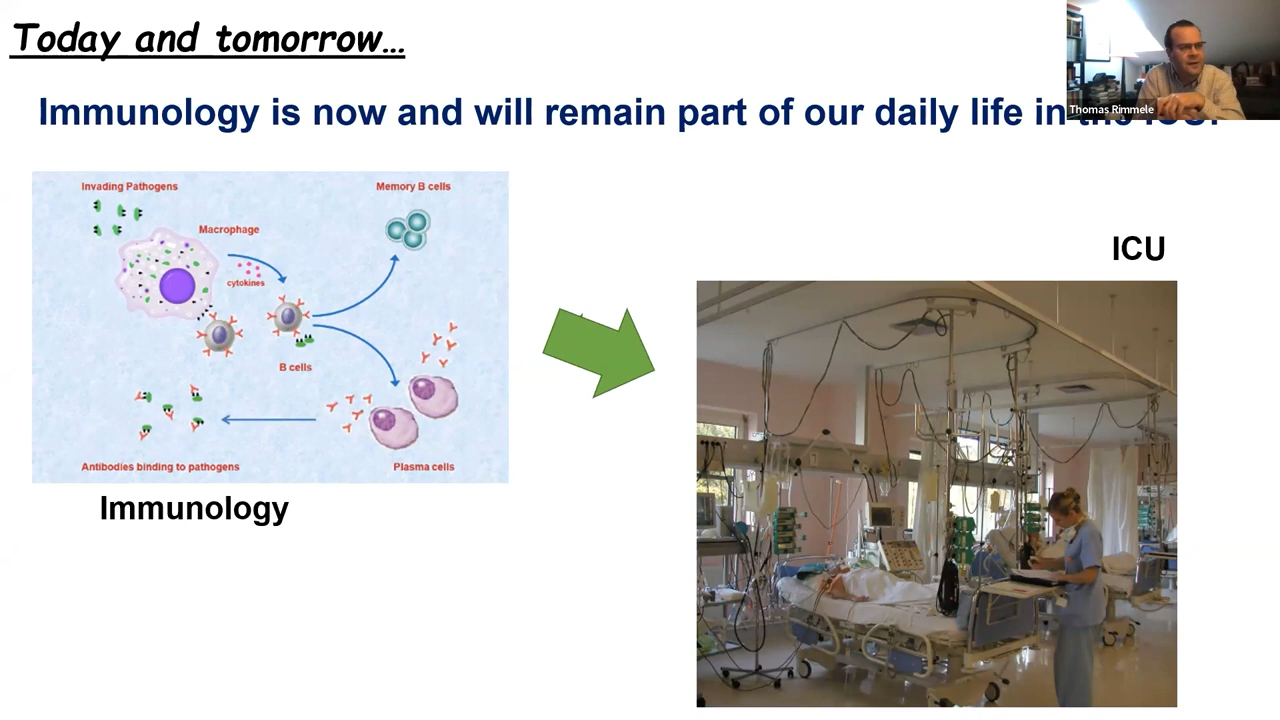 Today and tomorrow…
Immunology is now and will remain part of our daily life in
Thomas Rimmele
Invading Pathogens
Memory B cells
Macrophage
cytokines
B cells
Antibodies binding to pathogens
Plasma cells
Immunology
ICU